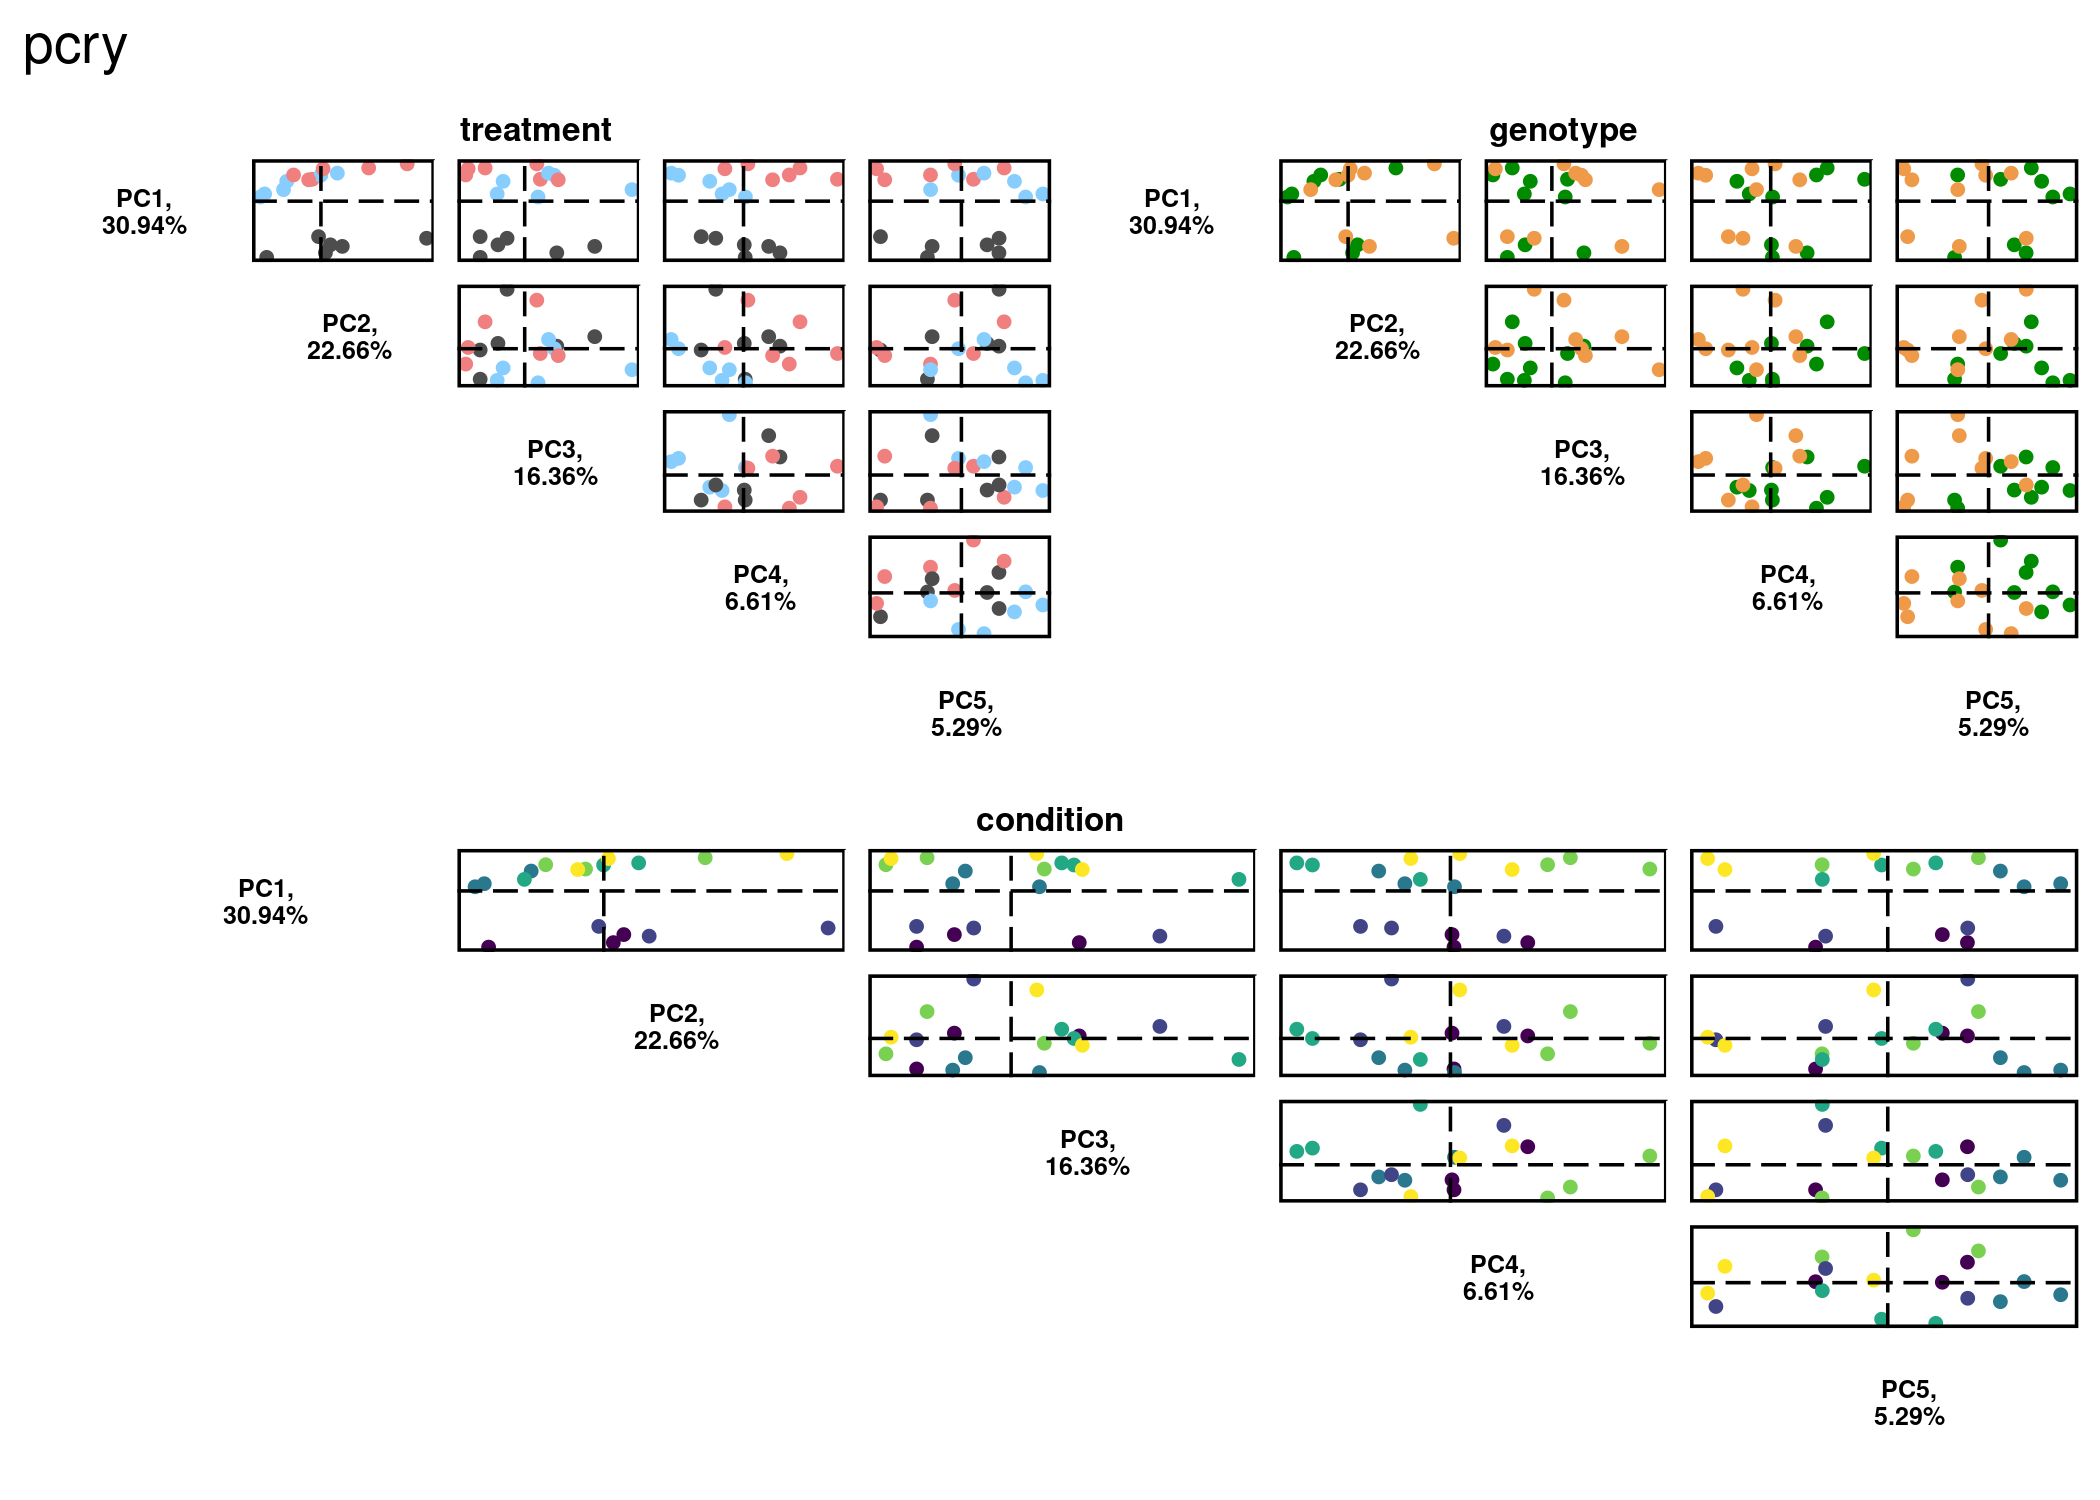 pcry
treatment
PC1,
30.94%
PC2,
22.66%
PC3,
16.36%
PC4,
6.61%
PC5,
5.29%
genotype
PC1,
30.94%
PC2,
22.66%
PC3,
16.36%
PC4,
6.61%
PC5,
5.29%
condition
PC1,
30.94%
PC2,
22.66%
PC3,
16.36%
PC4,
6.61%
PC5,
5.29%